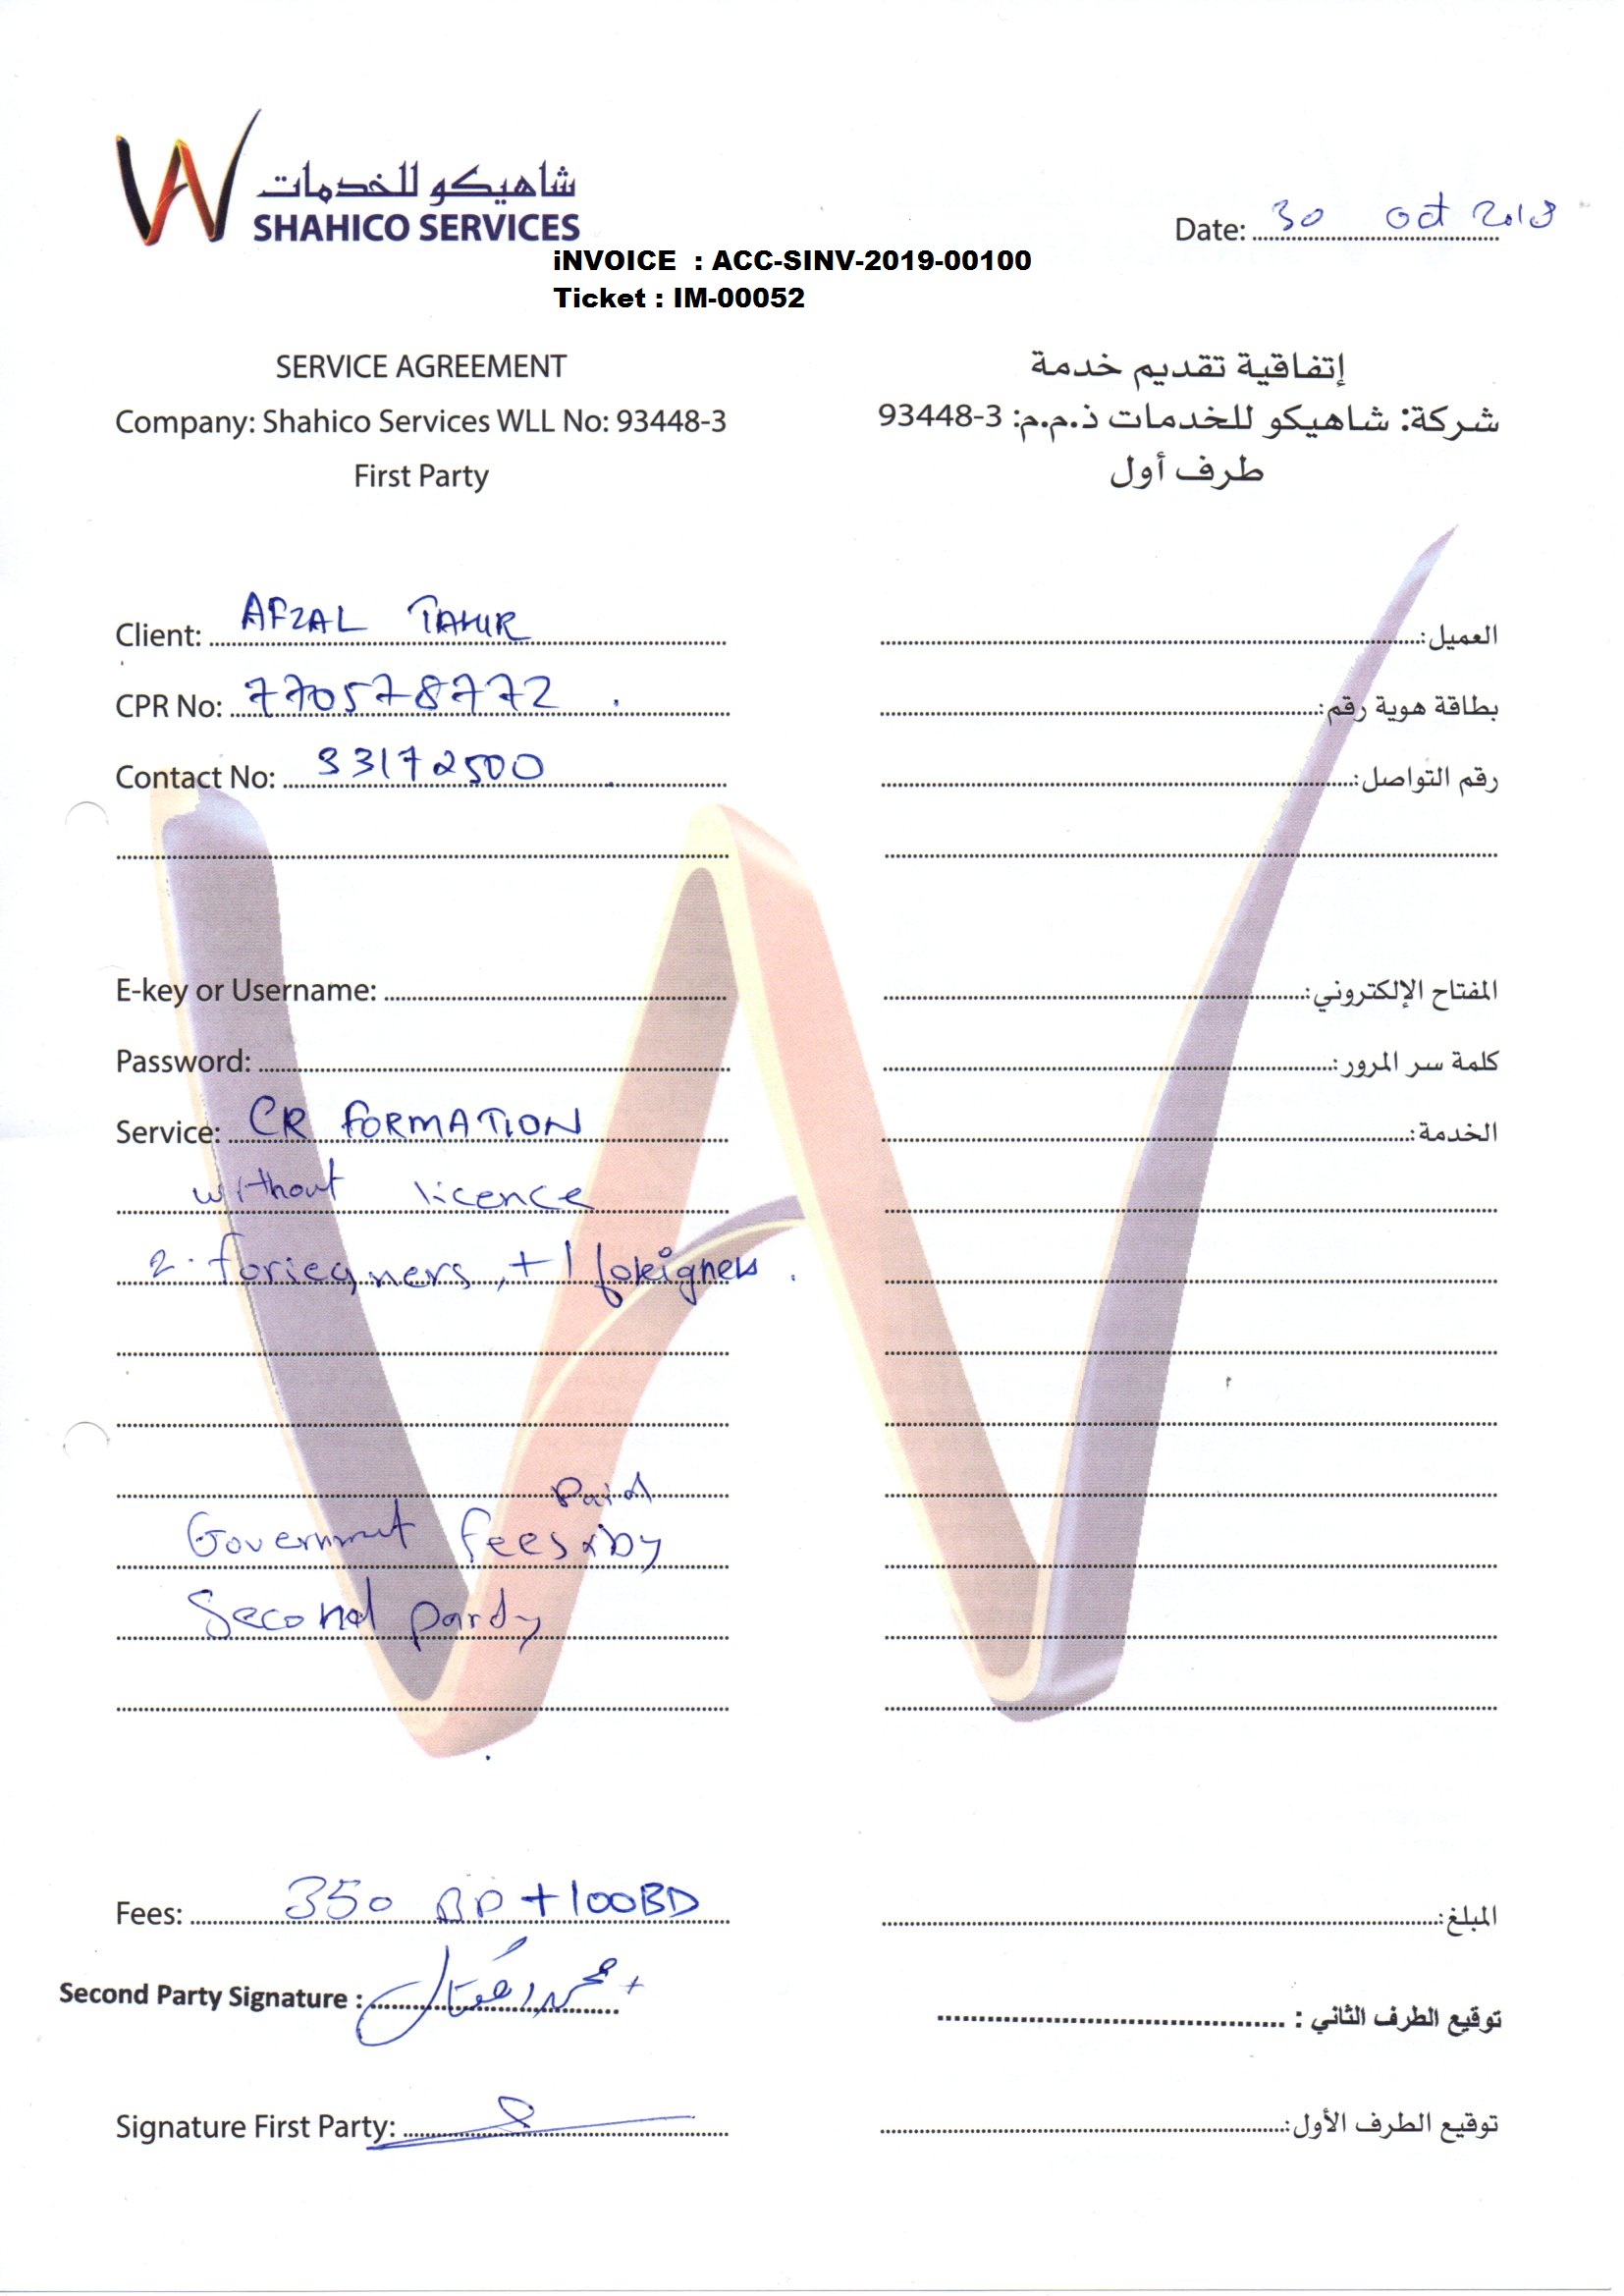 شاهيكو للخدمات
SHAHICO SERVICES
Date: 30 oct 2019
iNVOICE : ACC-SINV-2019-00100
Ticket : IM-00052
SERVICE AGREEMENT
إتفاقية تقديم خدمة
Company: Shahico Services WLL No: 93448-3
شركة: شاهيكو للخدمات ذ.م.م: 3-93448
First Party
طرف أول
Client: AFZAL TAHIR
العميل:
CPR No: 770578772
بطاقة هوية رقم:
Contact No: 33172500
رقم التواصل:
E-key or Username:
المفتاح الإلكتروني:
Password:
كلمة سر المرور:
Service: CR FORMATION
الخدمة:
without licence
2 foriegners, + 1 foreigner.
Paid
Government fees by
Second pardy
Fees: 350 BD + 100BD
المبلغ:
Second Party Signature :
توقيع الطرف الثاني :
Signature First Party:
توقيع الطرف الأول: